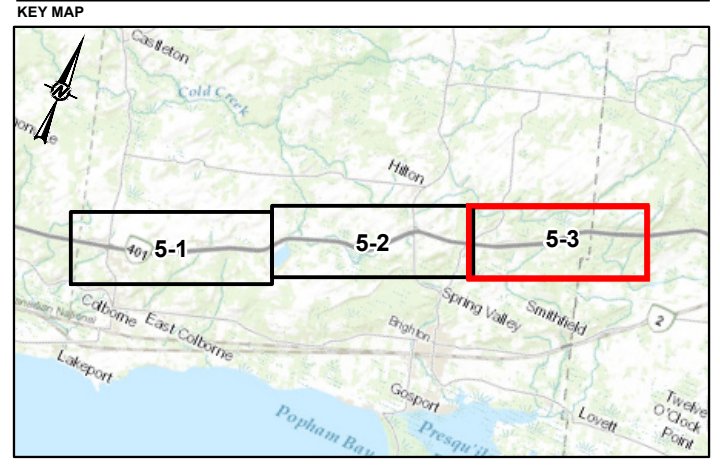 KEY MAP
Castleton
N
Cold Creek
Hilton
401
5-1
5-2
5-3
Colborne
East Colborne
Spring Valley
Smithfield
2
Brighton
Lakeport
Gosport
Lovett
Twelve
O'Clock
Point
Popham Bay